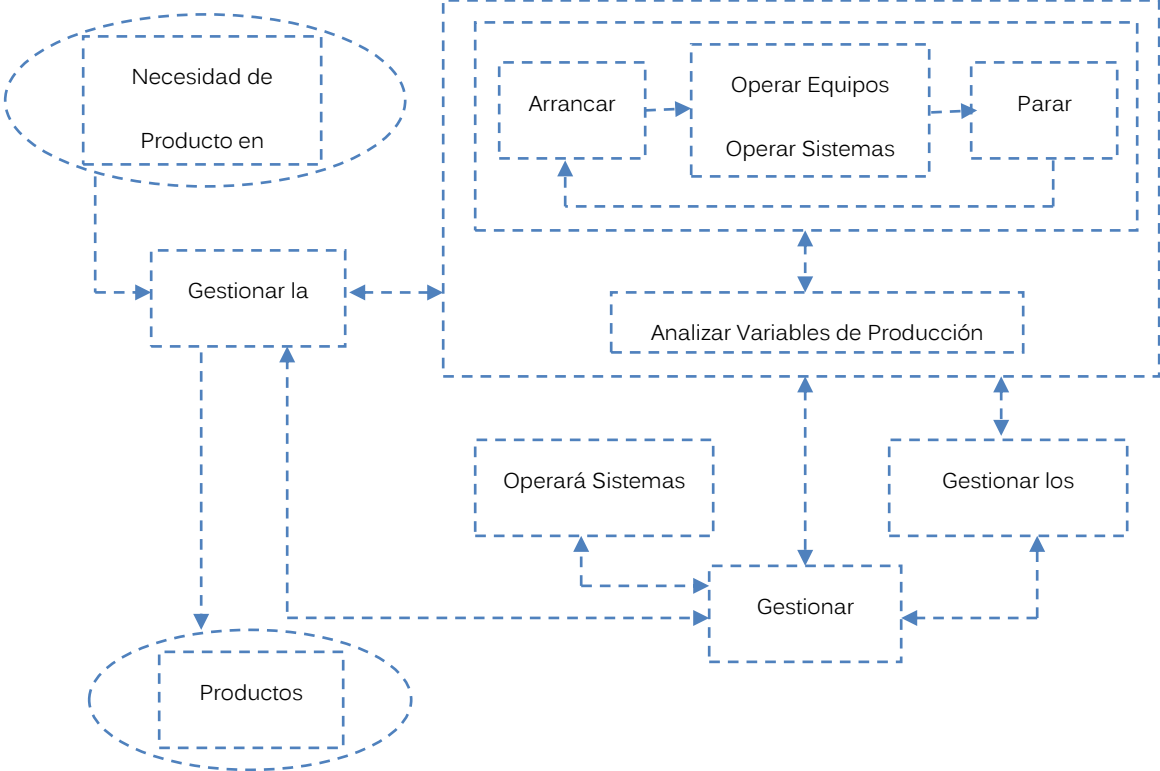 Necesidad de
Producto en
Arrancar
Operar Equipos
Operar Sistemas
Parar
Gestionar la
Analizar Variables de Producción
Operará Sistemas
Gestionar los
Gestionar
Productos